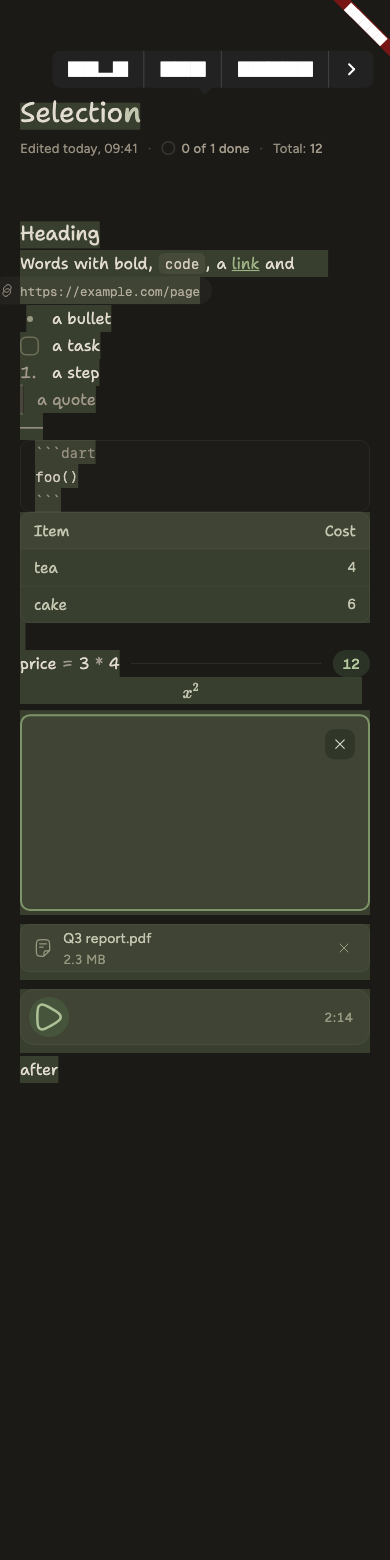 Selection
Edited today, 09:41 · 0 of 1 done · Total: 12
Heading
Words with bold, code, a link and
https://example.com/page
• a bullet
a task
1. a step
a quote
```dart
foo()
```
Item Cost
tea 4
cake 6
price = 3 * 4 12
x²
Q3 report.pdf
2.3 MB
2:14
after